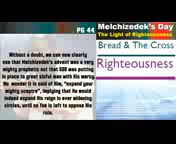 PG 44
Without a doubt, we can now clearly
see that Melchizedek's advent was a very
mighty prophetic act that GOD was putting
in place to great sinful man with His mercy
No wonder it is said of Him, "expand your
mighty sceptre", implying that He would
indeed expand His reign in ever widening
circles, until no foe is left to oppose His
rule.
Melchizedek's Day
The Light of Righteousness
Bread & The Cross
Righteousness